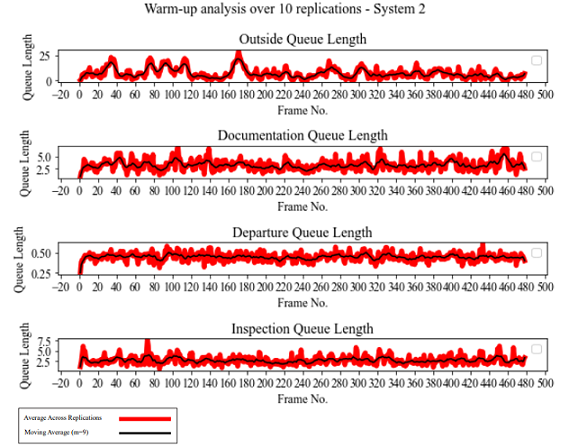 Warm-up analysis over 10 replications - System 2
Outside Queue Length
Queue Length
25
0
−20 0 20 40 60 80 100 120 140 160 180 200 220 240 260 280 300 320 340 360 380 400 420 440 460 480 500
Frame No.
Documentation Queue Length
Queue Length
5.0
2.5
−20 0 20 40 60 80 100 120 140 160 180 200 220 240 260 280 300 320 340 360 380 400 420 440 460 480 500
Frame No.
Departure Queue Length
Queue Length
0.50
0.25
−20 0 20 40 60 80 100 120 140 160 180 200 220 240 260 280 300 320 340 360 380 400 420 440 460 480 500
Frame No.
Inspection Queue Length
Queue Length
7.5
5.0
2.5
−20 0 20 40 60 80 100 120 140 160 180 200 220 240 260 280 300 320 340 360 380 400 420 440 460 480 500
Frame No.
Average Across Replications
Moving Average (m=9)